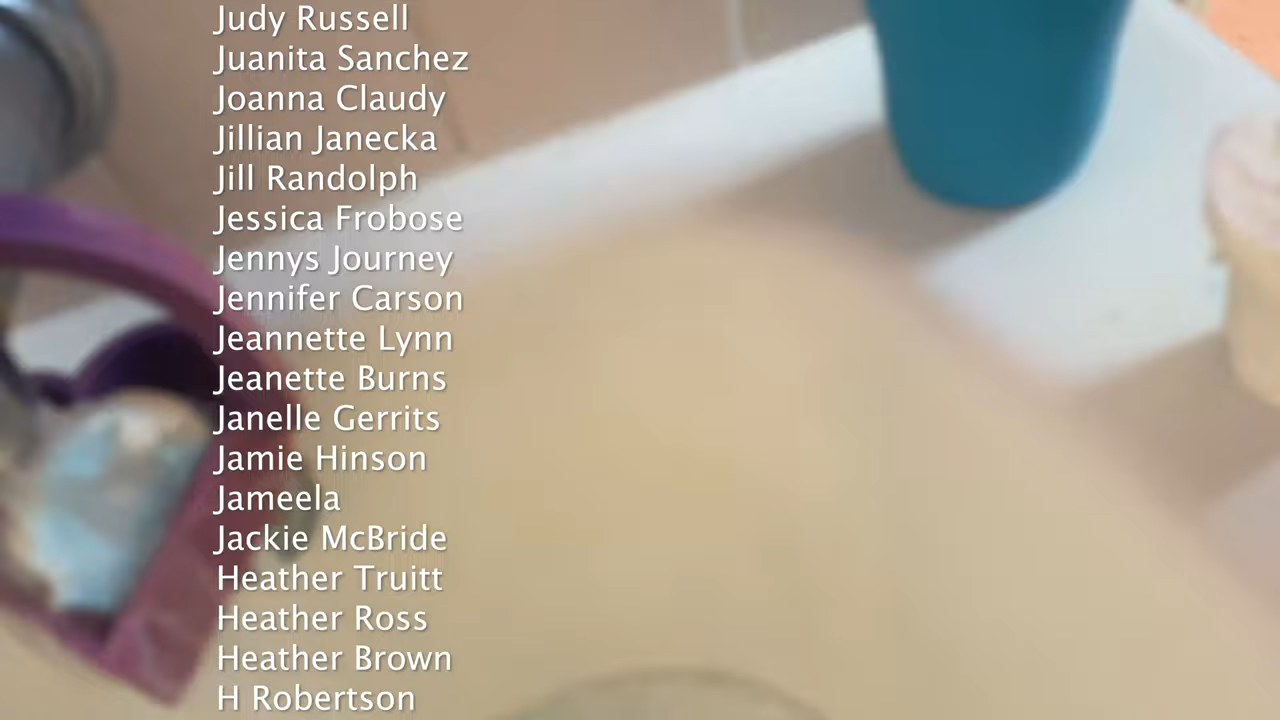 Judy Russell
Juanita Sanchez
Joanna Claudy
Jillian Janecka
Jill Randolph
Jessica Frobose
Jennys Journey
Jennifer Carson
Jeannette Lynn
Jeanette Burns
Janelle Gerrits
Jamie Hinson
Jameela
Jackie McBride
Heather Truitt
Heather Ross
Heather Brown
H Robertson